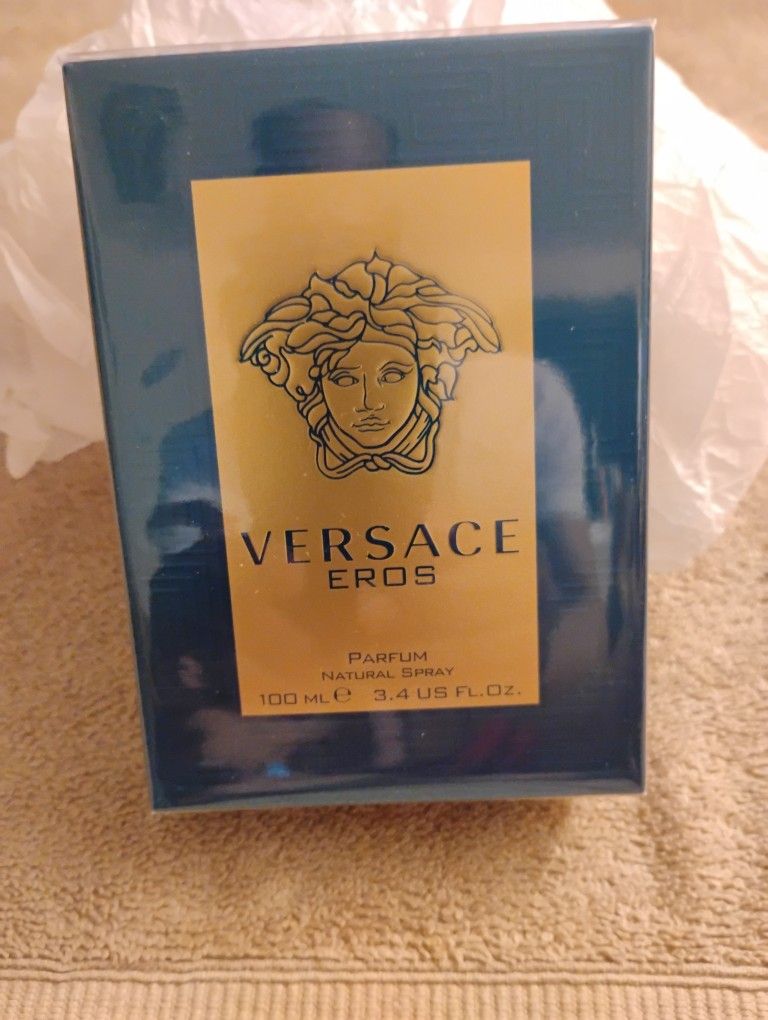 VERSACE
EROS
PARFUM
NATURAL SPRAY
100 ML℮ 3.4 US FL.OZ.